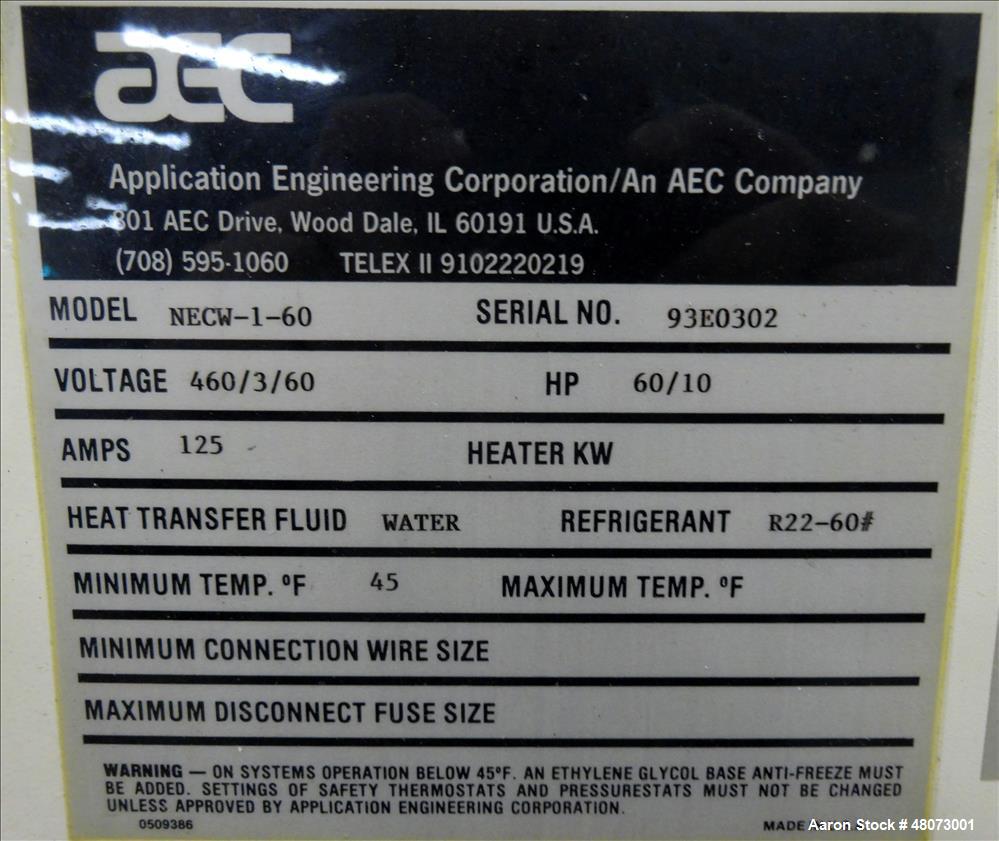 AEC
Application Engineering Corporation/An AEC Company
801 AEC Drive, Wood Dale, IL 60191 U.S.A.
(708) 595-1060 TELEX II 9102220219
MODEL NECW-1-60 SERIAL NO. 93E0302
VOLTAGE 460/3/60 HP 60/10
AMPS 125 HEATER KW
HEAT TRANSFER FLUID WATER REFRIGERANT R22-60#
MINIMUM TEMP. ºF 45 MAXIMUM TEMP. ºF
MINIMUM CONNECTION WIRE SIZE
MAXIMUM DISCONNECT FUSE SIZE
WARNING — ON SYSTEMS OPERATION BELOW 45ºF. AN ETHYLENE GLYCOL BASE ANTI-FREEZE MUST
BE ADDED. SETTINGS OF SAFETY THERMOSTATS AND PRESSURESTATS MUST NOT BE CHANGED
UNLESS APPROVED BY APPLICATION ENGINEERING CORPORATION.
0509386 MADE
Aaron Stock # 48073001